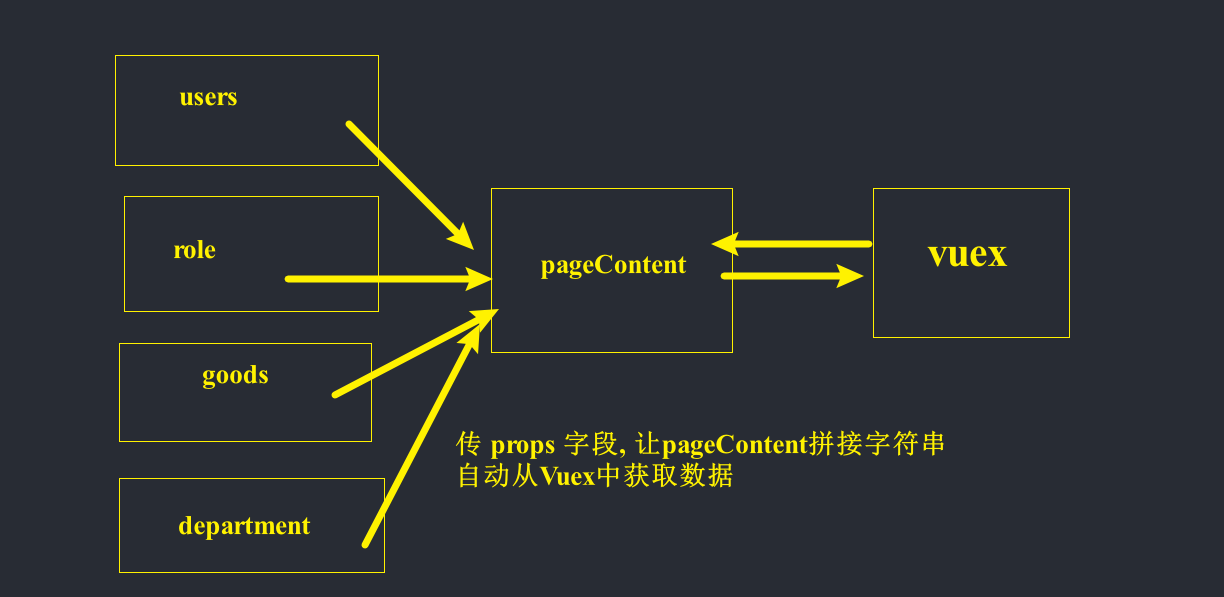 users
role
goods
department
pageContent
vuex
传 props 字段, 让pageContent拼接字符串
自动从Vuex中获取数据